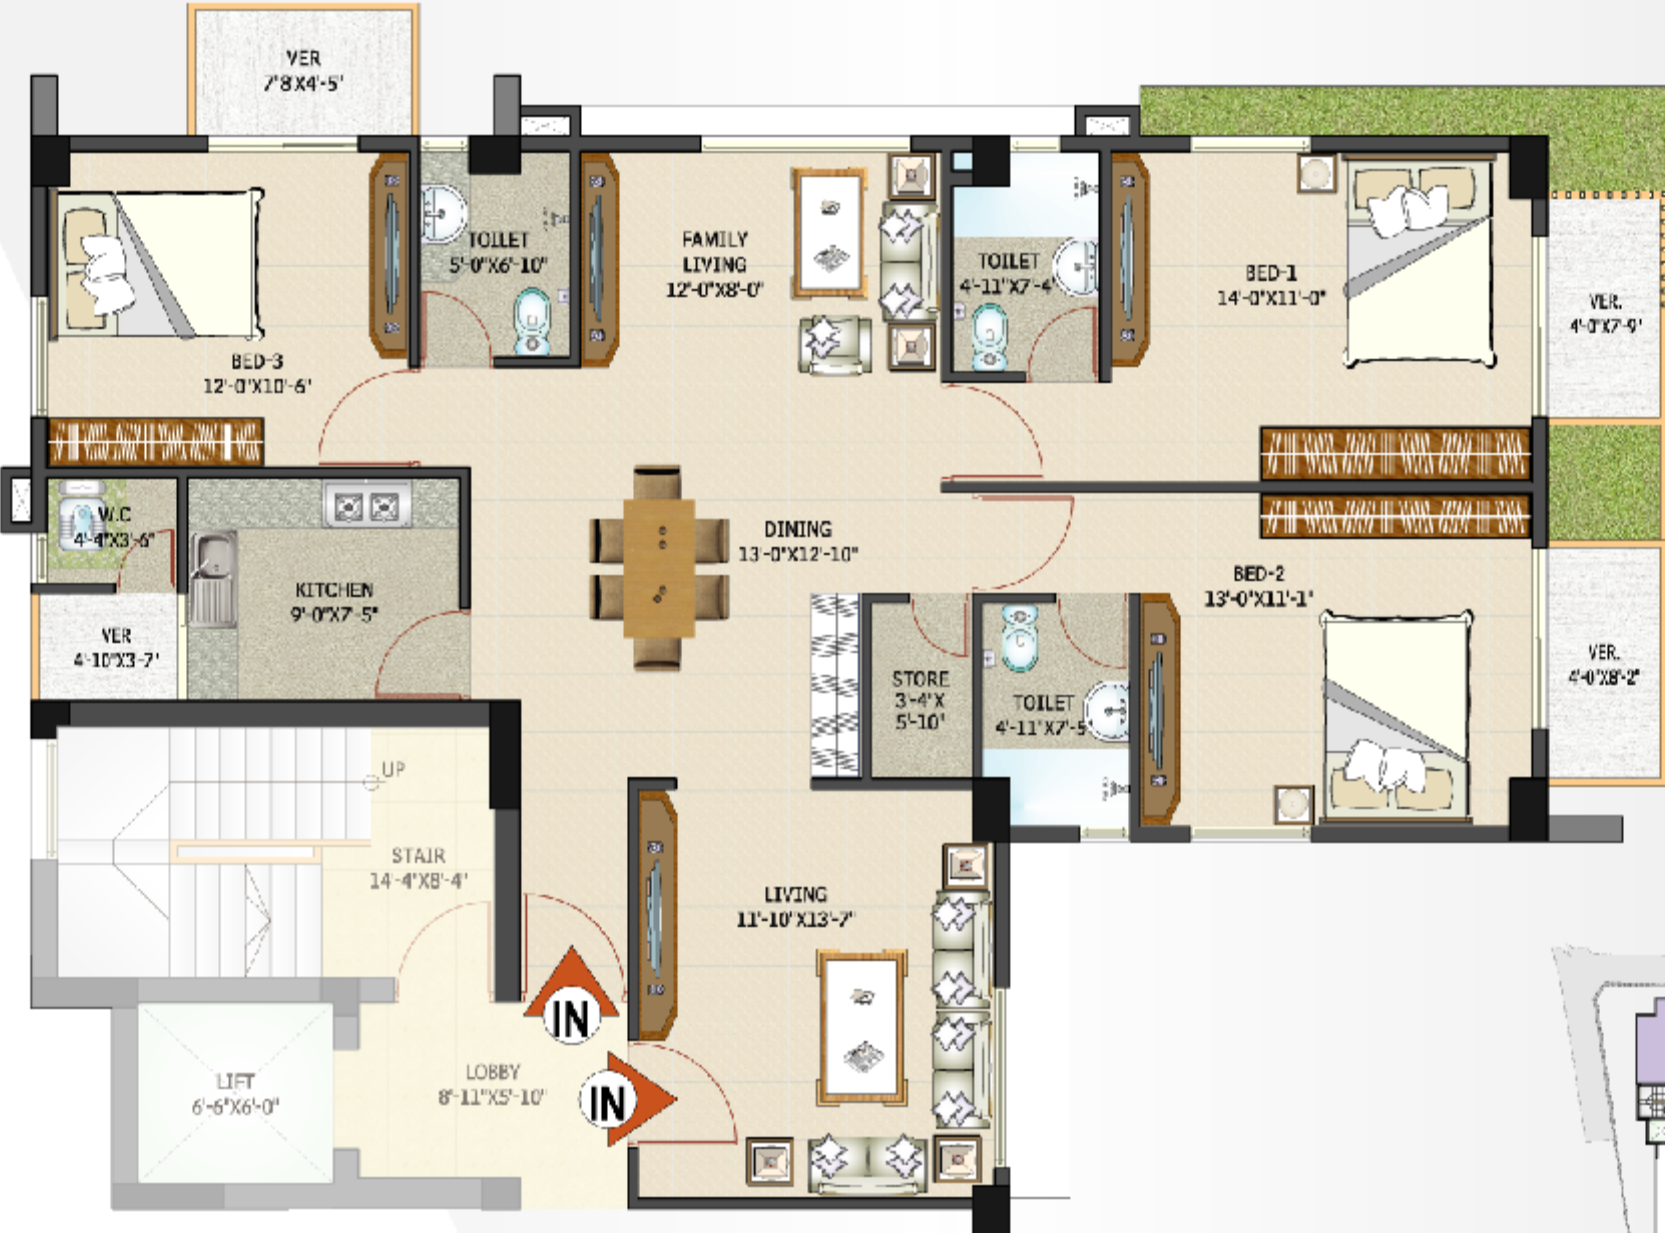 VER
7'8X4'-5'
TOILET
5'-0"X6'-10"
FAMILY
LIVING
12'-0"X8'-0"
TOILET
4'-11"X7'-4"
BED-1
14'-0"X11'-0"
VER.
4'-0"X7'-9'
BED-3
12'-0"X10'-6"
W.C
4'-4"X3'-6"
KITCHEN
9'-0"X7'-5"
VER
4'-10"X3'-7'
DINING
13'-0"X12'-10"
BED-2
13'-0"X11'-1"
STORE
3'-4'X
5'-10"
TOILET
4'-11"X7'-5
VER.
4'-0"X8'-2"
UP
STAIR
14'-4"X8'-4"
LIVING
11'-10"X13'-7"
IN
LIFT
6'-6"X6'-0"
LOBBY
8'-11"X5'-10"
IN